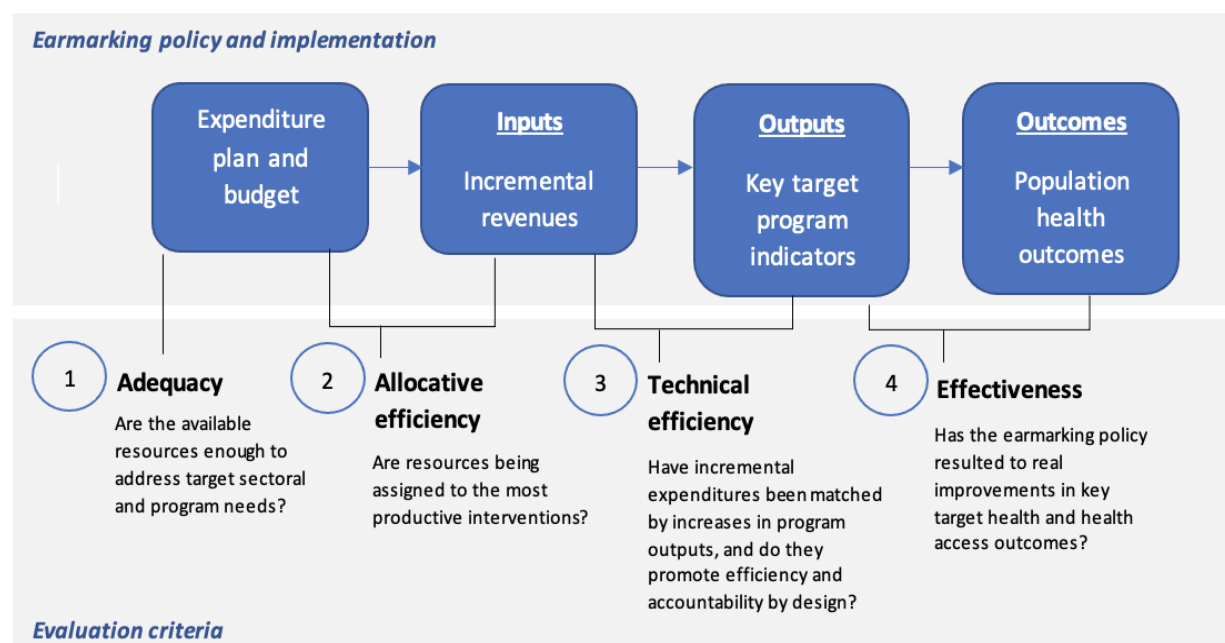 Earmarking policy and implementation
Expenditure
plan and
budget
Inputs
Incremental
revenues
Outputs
Key target
program
indicators
Outcomes
Population
health
outcomes
1
Adequacy
Are the available
resources enough to
address target sectoral
and program needs?
2
Allocative
efficiency
Are resources being
assigned to the most
productive interventions?
3
Technical
efficiency
Have incremental
expenditures been matched
by increases in program
outputs, and do they
promote efficiency and
accountability by design?
4
Effectiveness
Has the earmarking policy
resulted to real
improvements in key
target health and health
access outcomes?
Evaluation criteria